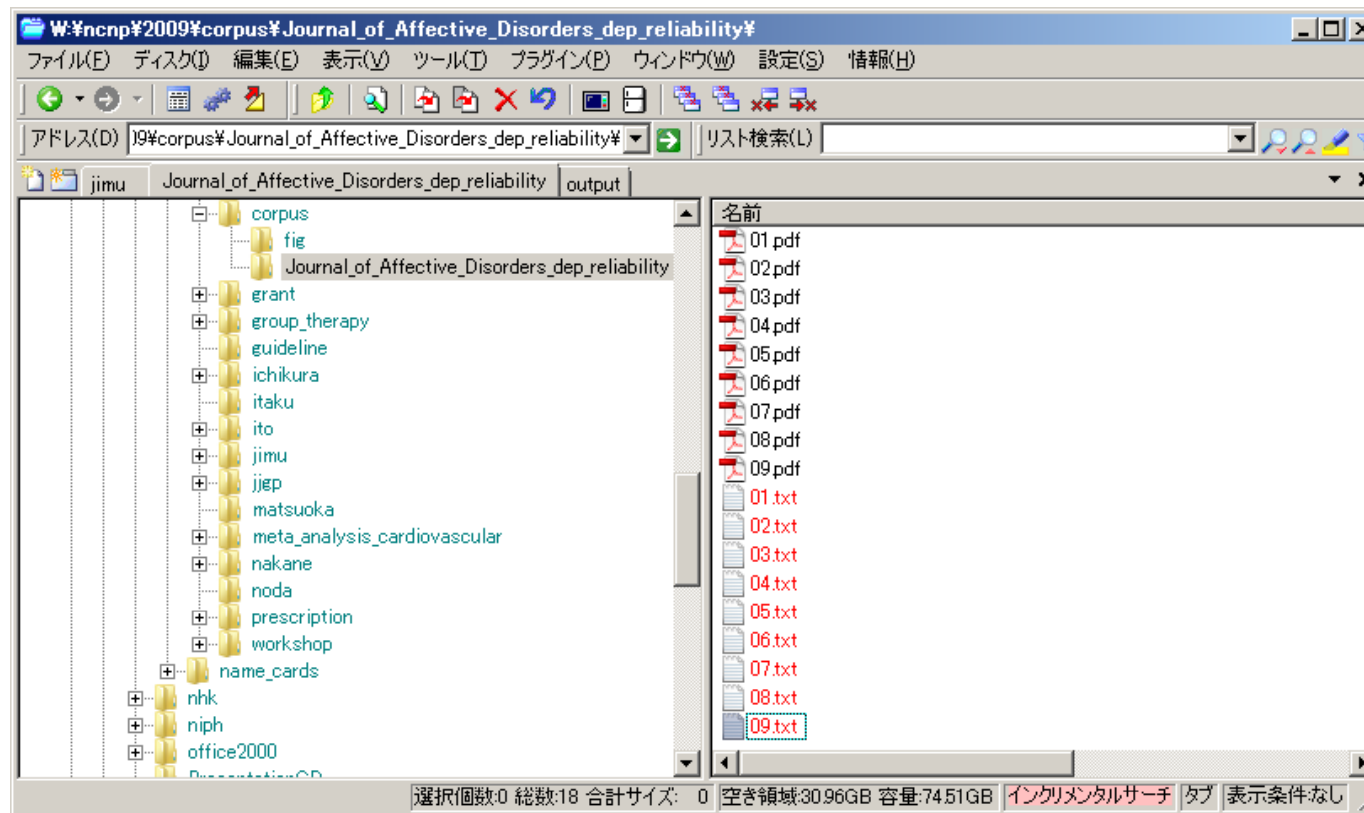 W:¥ncnp¥2009¥corpus¥Journal_of_Affective_Disorders_dep_reliability¥
ファイル(F) ディスク(I) 編集(E) 表示(V) ツール(T) プラグイン(P) ウィンドウ(W) 設定(S) 情報(H)
アドレス(D) 09¥corpus¥Journal_of_Affective_Disorders_dep_reliability¥ リスト検索(L)
jimu Journal_of_Affective_Disorders_dep_reliability output
corpus
fig
Journal_of_Affective_Disorders_dep_reliability
grant
group_therapy
guideline
ichikura
itaku
ito
jimu
jjgp
matsuoka
meta_analysis_cardiovascular
nakane
noda
prescription
workshop
name_cards
nhk
niph
office2000
名前
01.pdf
02.pdf
03.pdf
04.pdf
05.pdf
06.pdf
07.pdf
08.pdf
09.pdf
01.txt
02.txt
03.txt
04.txt
05.txt
06.txt
07.txt
08.txt
09.txt
選択個数:0 総数:18 合計サイズ: 0 空き領域:30.96GB 容量:74.51GB インクリメンタルサーチ タブ 表示条件:なし